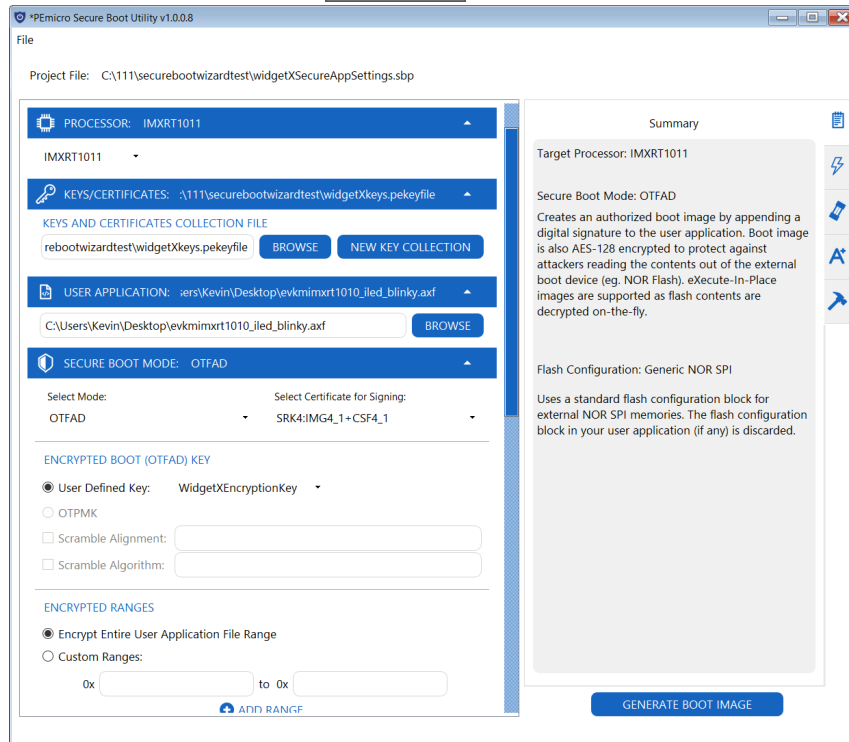 *PEmicro Secure Boot Utility v1.0.0.8
File
Project File: C:\111\securebootwizardtest\widgetXSecureAppSettings.sbp
PROCESSOR: IMXRT1011
IMXRT1011
KEYS/CERTIFICATES: :\111\securebootwizardtest\widgetXkeys.pekeyfile
KEYS AND CERTIFICATES COLLECTION FILE
rebootwizardtest\widgetXkeys.pekeyfile BROWSE NEW KEY COLLECTION
USER APPLICATION: ers\Kevin\Desktop\evkmimxrt1010_iled_blinky.axf
C:\Users\Kevin\Desktop\evkmimxrt1010_iled_blinky.axf BROWSE
SECURE BOOT MODE: OTFAD
Select Mode: Select Certificate for Signing:
OTFAD SRK4:IMG4_1+CSF4_1
ENCRYPTED BOOT (OTFAD) KEY
User Defined Key: WidgetXEncryptionKey
OTPMK
Scramble Alignment:
Scramble Algorithm:
ENCRYPTED RANGES
Encrypt Entire User Application File Range
Custom Ranges:
0x to 0x
ADD RANGE
Summary
Target Processor: IMXRT1011
Secure Boot Mode: OTFAD
Creates an authorized boot image by appending a
digital signature to the user application. Boot image
is also AES-128 encrypted to protect against
attackers reading the contents out of the external
boot device (eg. NOR Flash). eXecute-In-Place
images are supported as flash contents are
decrypted on-the-fly.
Flash Configuration: Generic NOR SPI
Uses a standard flash configuration block for
external NOR SPI memories. The flash configuration
block in your user application (if any) is discarded.
GENERATE BOOT IMAGE